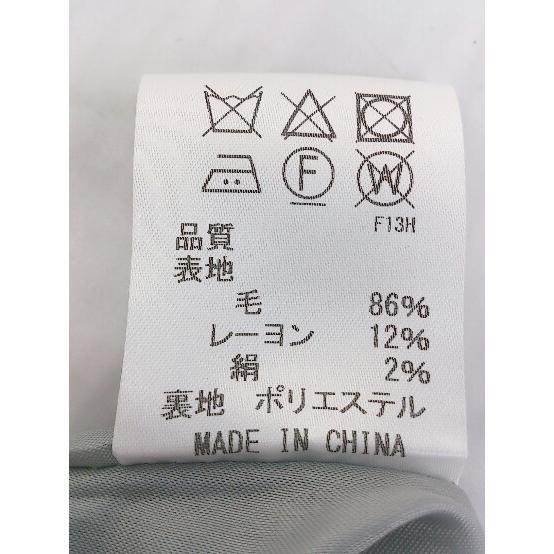 F
W
F13H
品質
表地
毛 86%
レーヨン 12%
絹 2%
裏地 ポリエステル
MADE IN CHINA